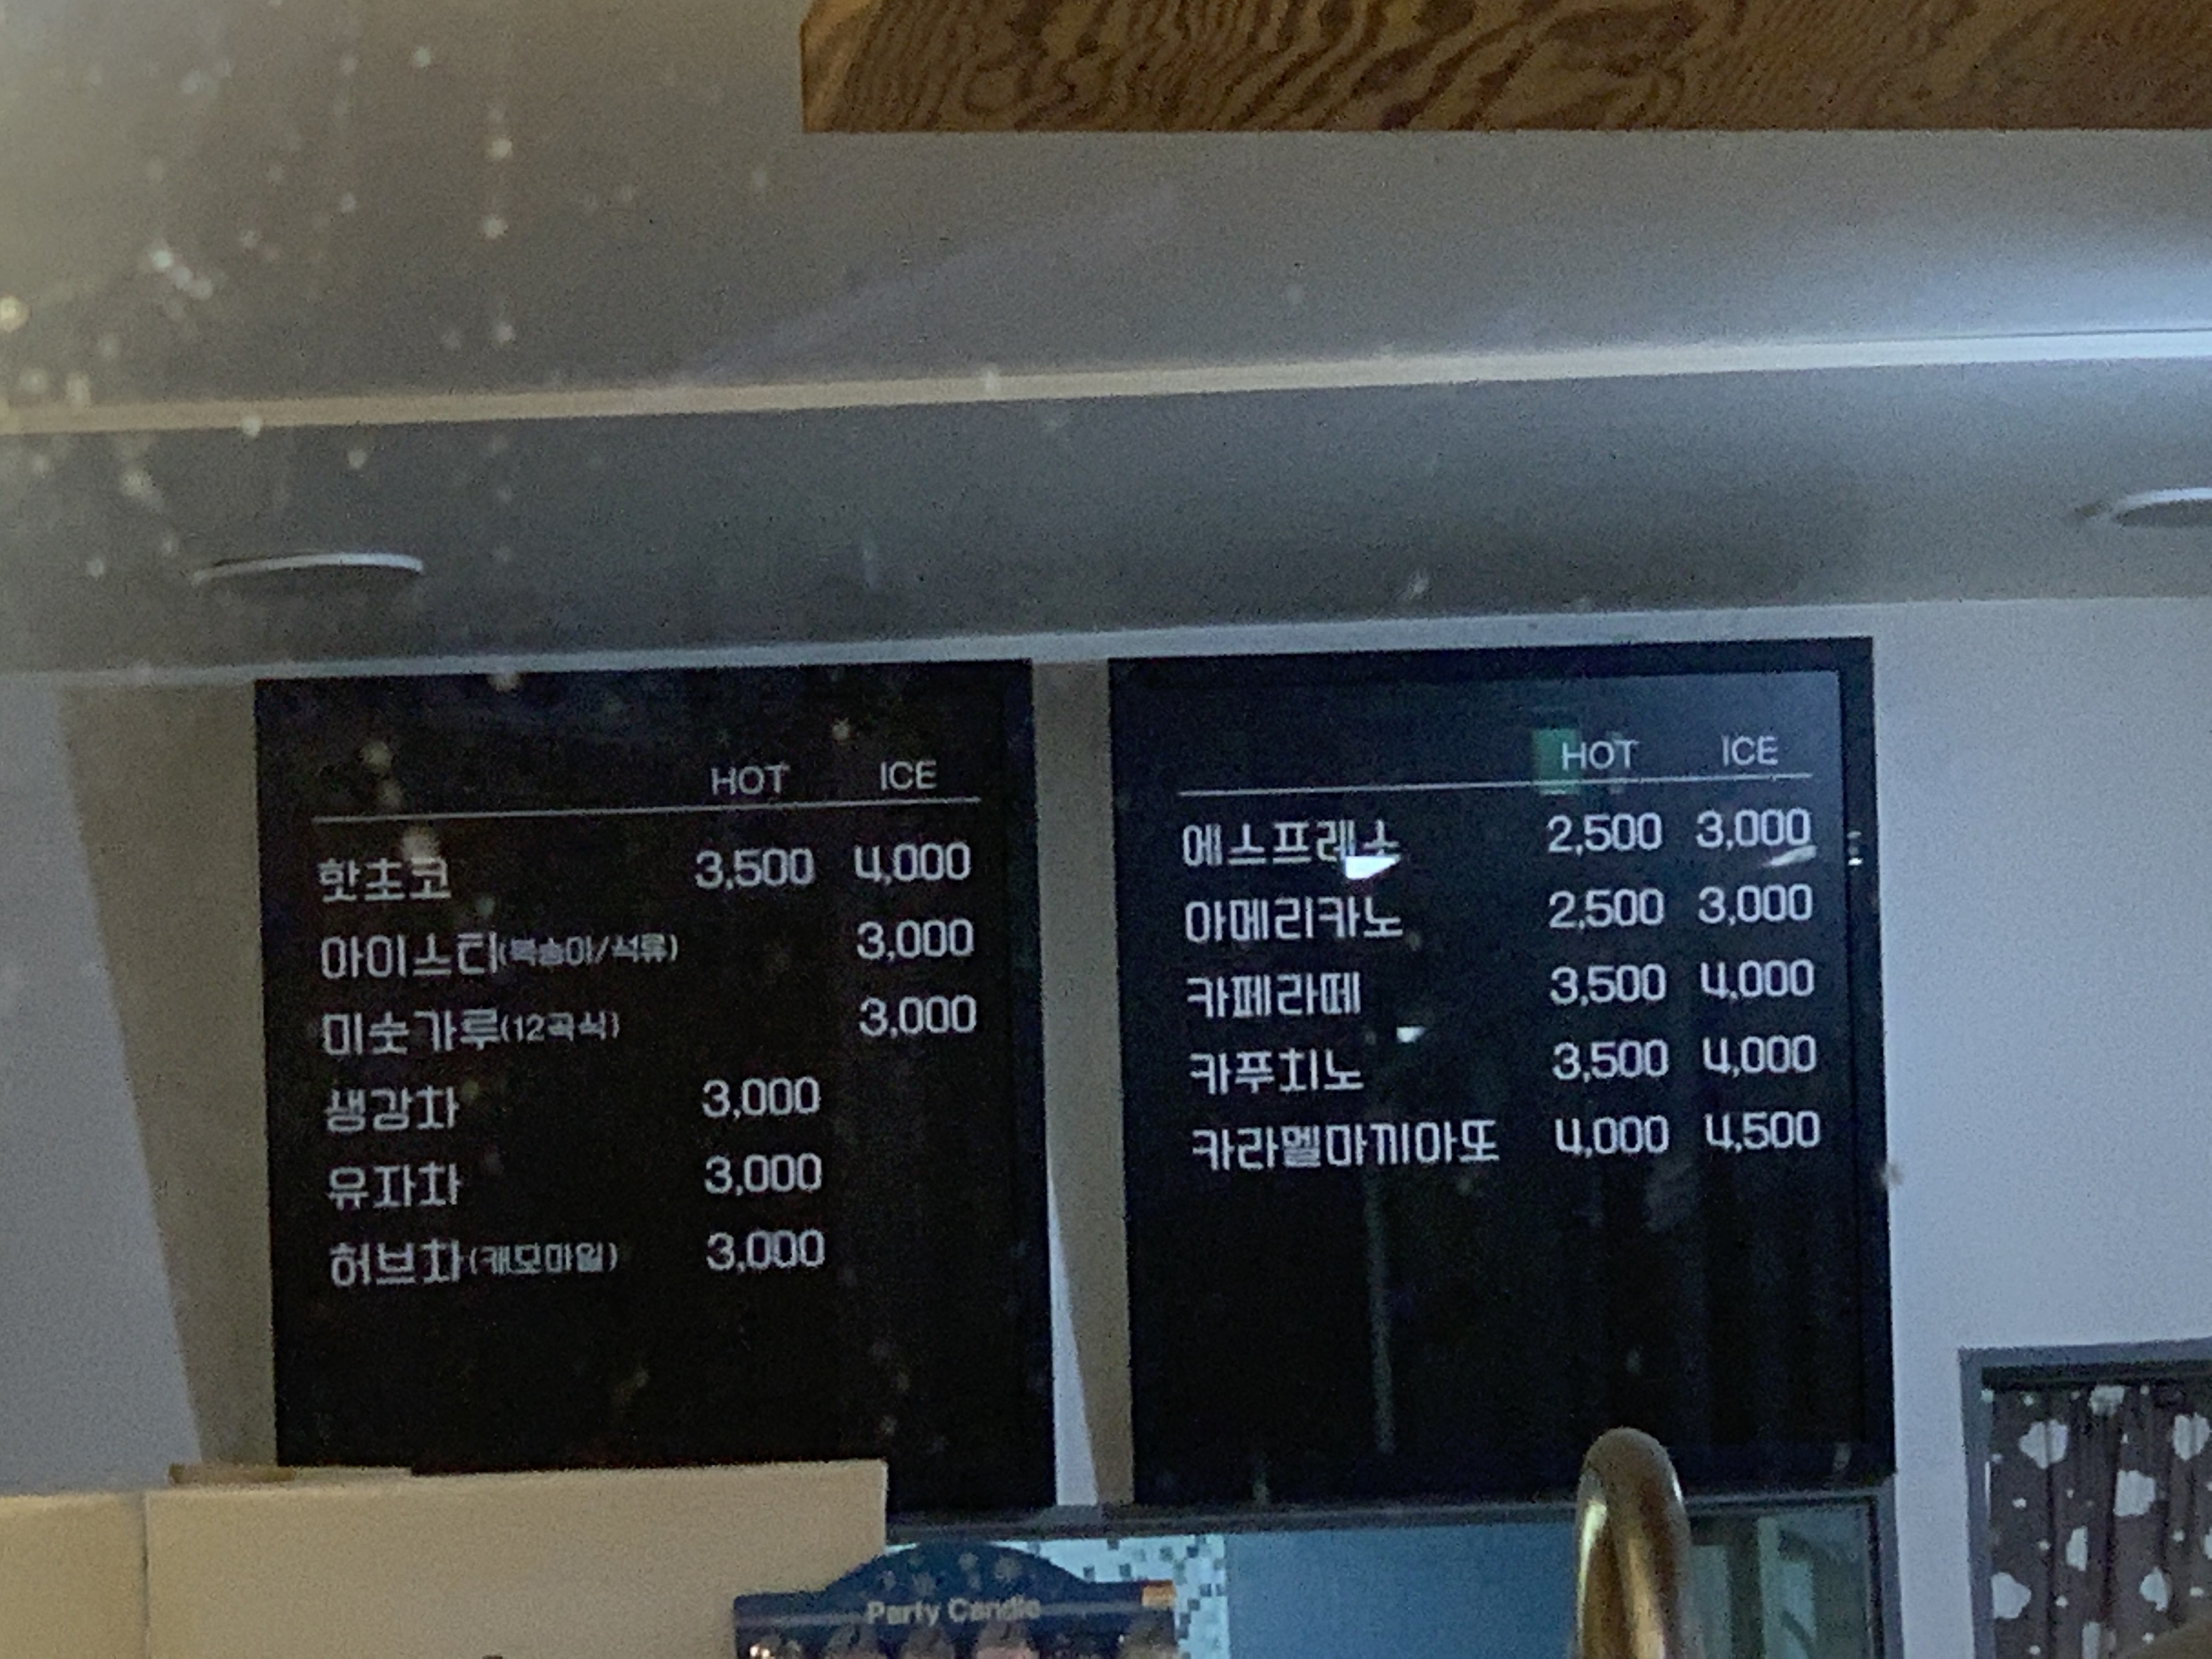 HOT ICE
핫초코 3,500 4,000
아이스티(복숭아/석류) 3,000
미숫가루(12곡식) 3,000
생강차 3,000
유자차 3,000
허브차(캐모마일) 3,000
HOT ICE
에스프레소 2,500 3,000
아메리카노 2,500 3,000
카페라떼 3,500 4,000
카푸치노 3,500 4,000
카라멜마끼아또 4,000 4,500
Party Candle